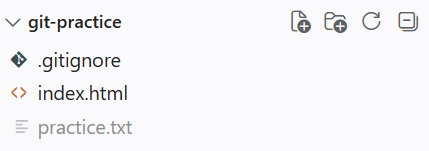 git-practice
.gitignore
index.html
practice.txt